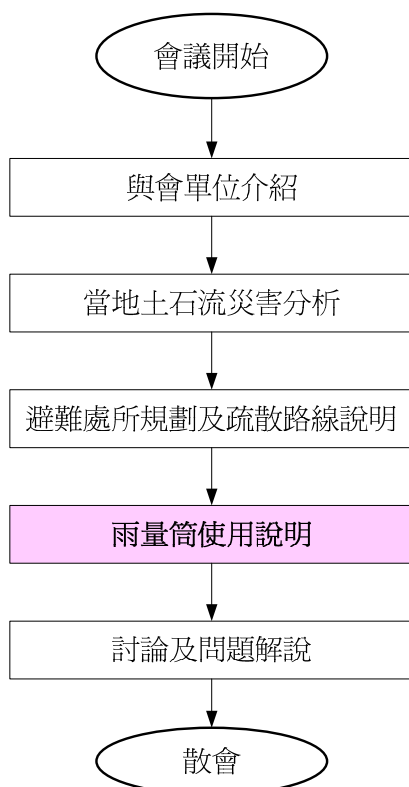 會議開始
與會單位介紹
當地土石流災害分析
避難處所規劃及疏散路線說明
雨量筒使用說明
討論及問題解說
散會